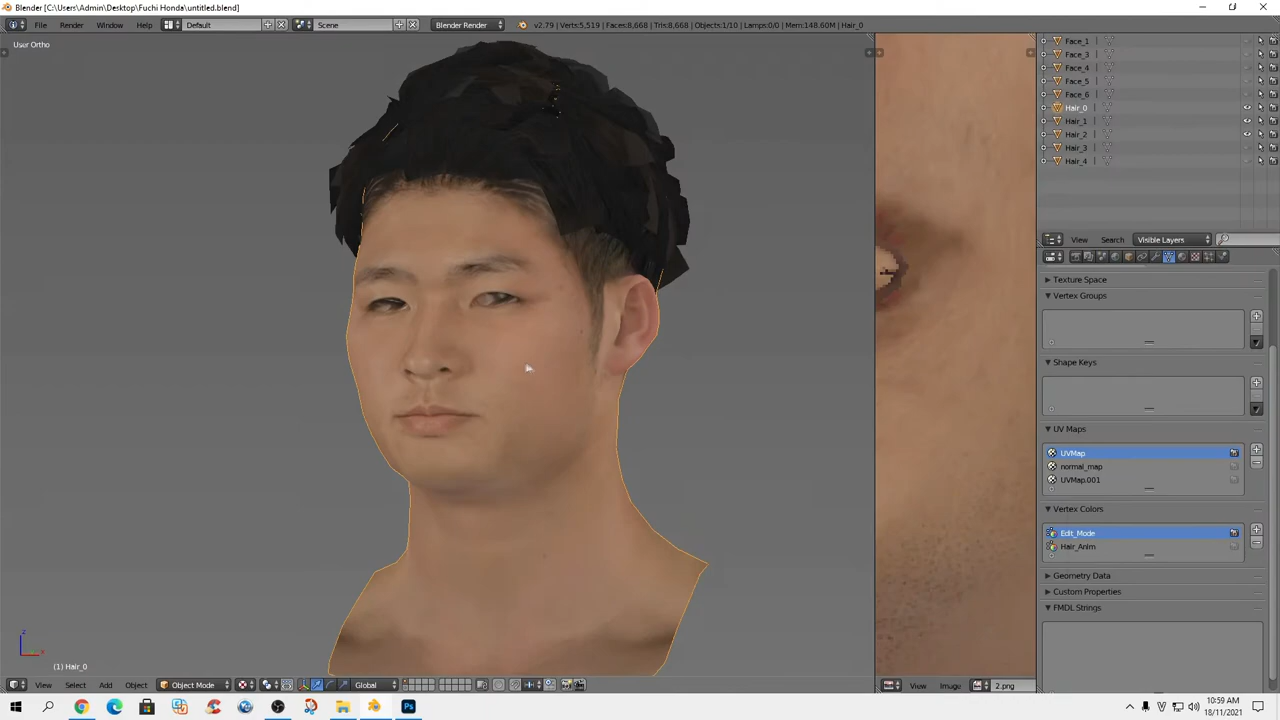 Blender [C:\Users\Admin\Desktop\Fuchi Honda\untitled.blend]
File Render Window Help Default Scene Blender Render v2.79 | Verts:5,519 | Faces:8,668 | Tris:8,668 | Objects:1/10 | Lamps:0/0 | Mem:148.60M | Hair_0
User Ortho
Face_1
Face_3
Face_4
Face_5
Face_6
Hair_0
Hair_1
Hair_2
Hair_3
Hair_4
View Search Visible Layers
Texture Space
Vertex Groups
Shape Keys
UV Maps
UVMap
normal_map
UVMap.001
Vertex Colors
Edit_Mode
Hair_Anim
Geometry Data
Custom Properties
FMDL Strings
(1) Hair_0
View Select Add Object Object Mode Global View Image 2.png
10:59 AM
18/11/2021